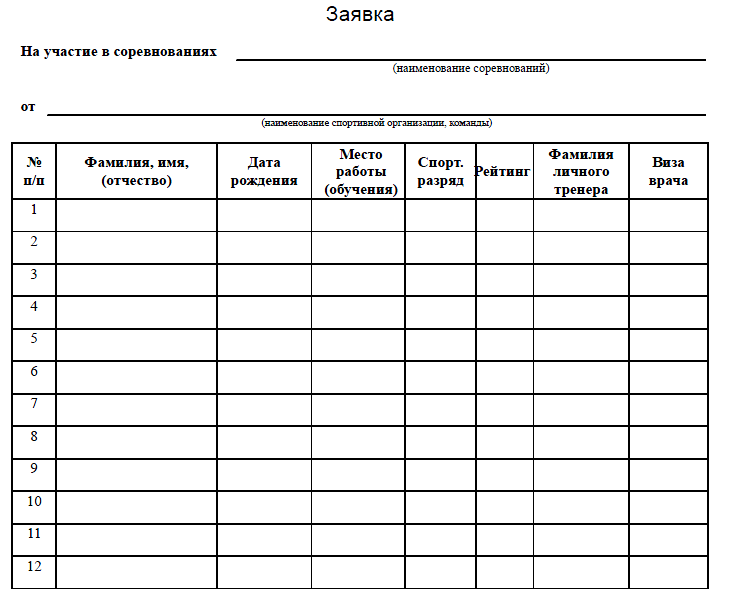 Заявка
На участие в соревнованиях
(наименование соревнований)
от
(наименование спортивной организации, команды)
№ п/п Фамилия, имя, (отчество) Дата рождения Место работы (обучения) Спорт. разряд Рейтинг Фамилия личного тренера Виза врача
1
2
3
4
5
6
7
8
9
10
11
12